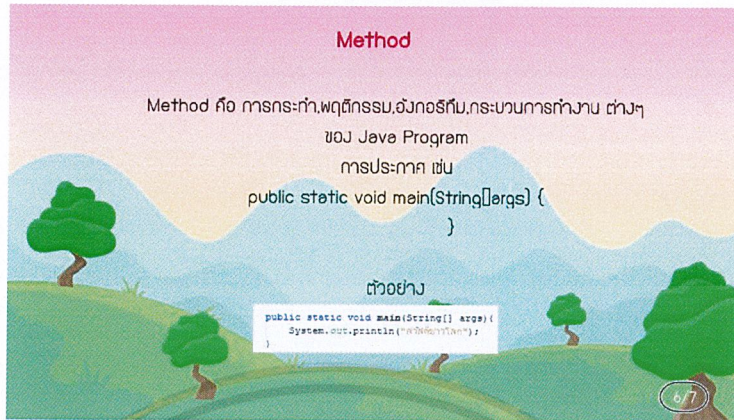 Method
Method คือ การกระทำ,พฤติกรรม,อังกอริทึม,กระบวนการทำงาน ต่างๆ
ของ Java Program
การประกาศ เช่น
public static void main(String[]args) {
}
ตัวอย่าง
public static void main(String[] args){
System.out.println("สวัสดีชาวโลก");
}
6/7